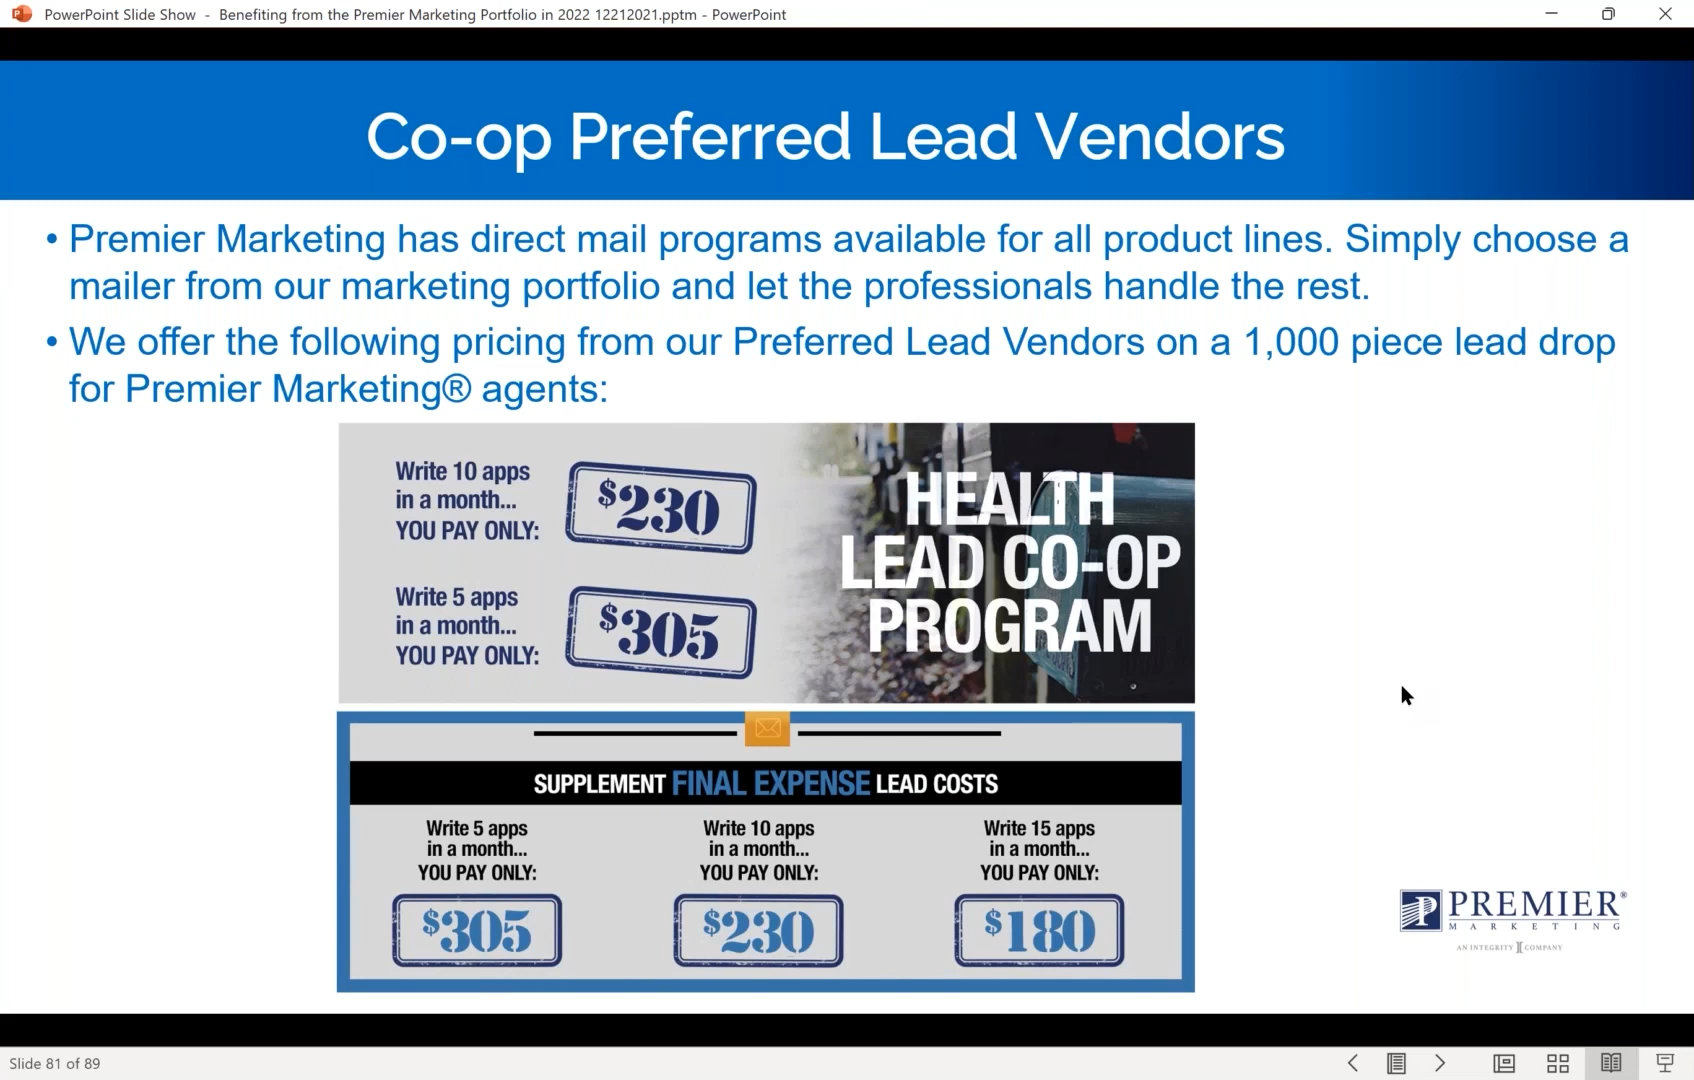 PowerPoint Slide Show - Benefiting from the Premier Marketing Portfolio in 2022 12212021.pptm - PowerPoint
Co-op Preferred Lead Vendors
• Premier Marketing has direct mail programs available for all product lines. Simply choose a
mailer from our marketing portfolio and let the professionals handle the rest.
• We offer the following pricing from our Preferred Lead Vendors on a 1,000 piece lead drop
for Premier Marketing® agents:
Write 10 apps
in a month...
YOU PAY ONLY:
$230
Write 5 apps
in a month...
YOU PAY ONLY:
$305
HEALTH
LEAD CO-OP
PROGRAM
SUPPLEMENT FINAL EXPENSE LEAD COSTS
Write 5 apps
in a month...
YOU PAY ONLY:
$305
Write 10 apps
in a month...
YOU PAY ONLY:
$230
Write 15 apps
in a month...
YOU PAY ONLY:
$180
PREMIER®
MARKETING
AN INTEGRITY COMPANY
Slide 81 of 89